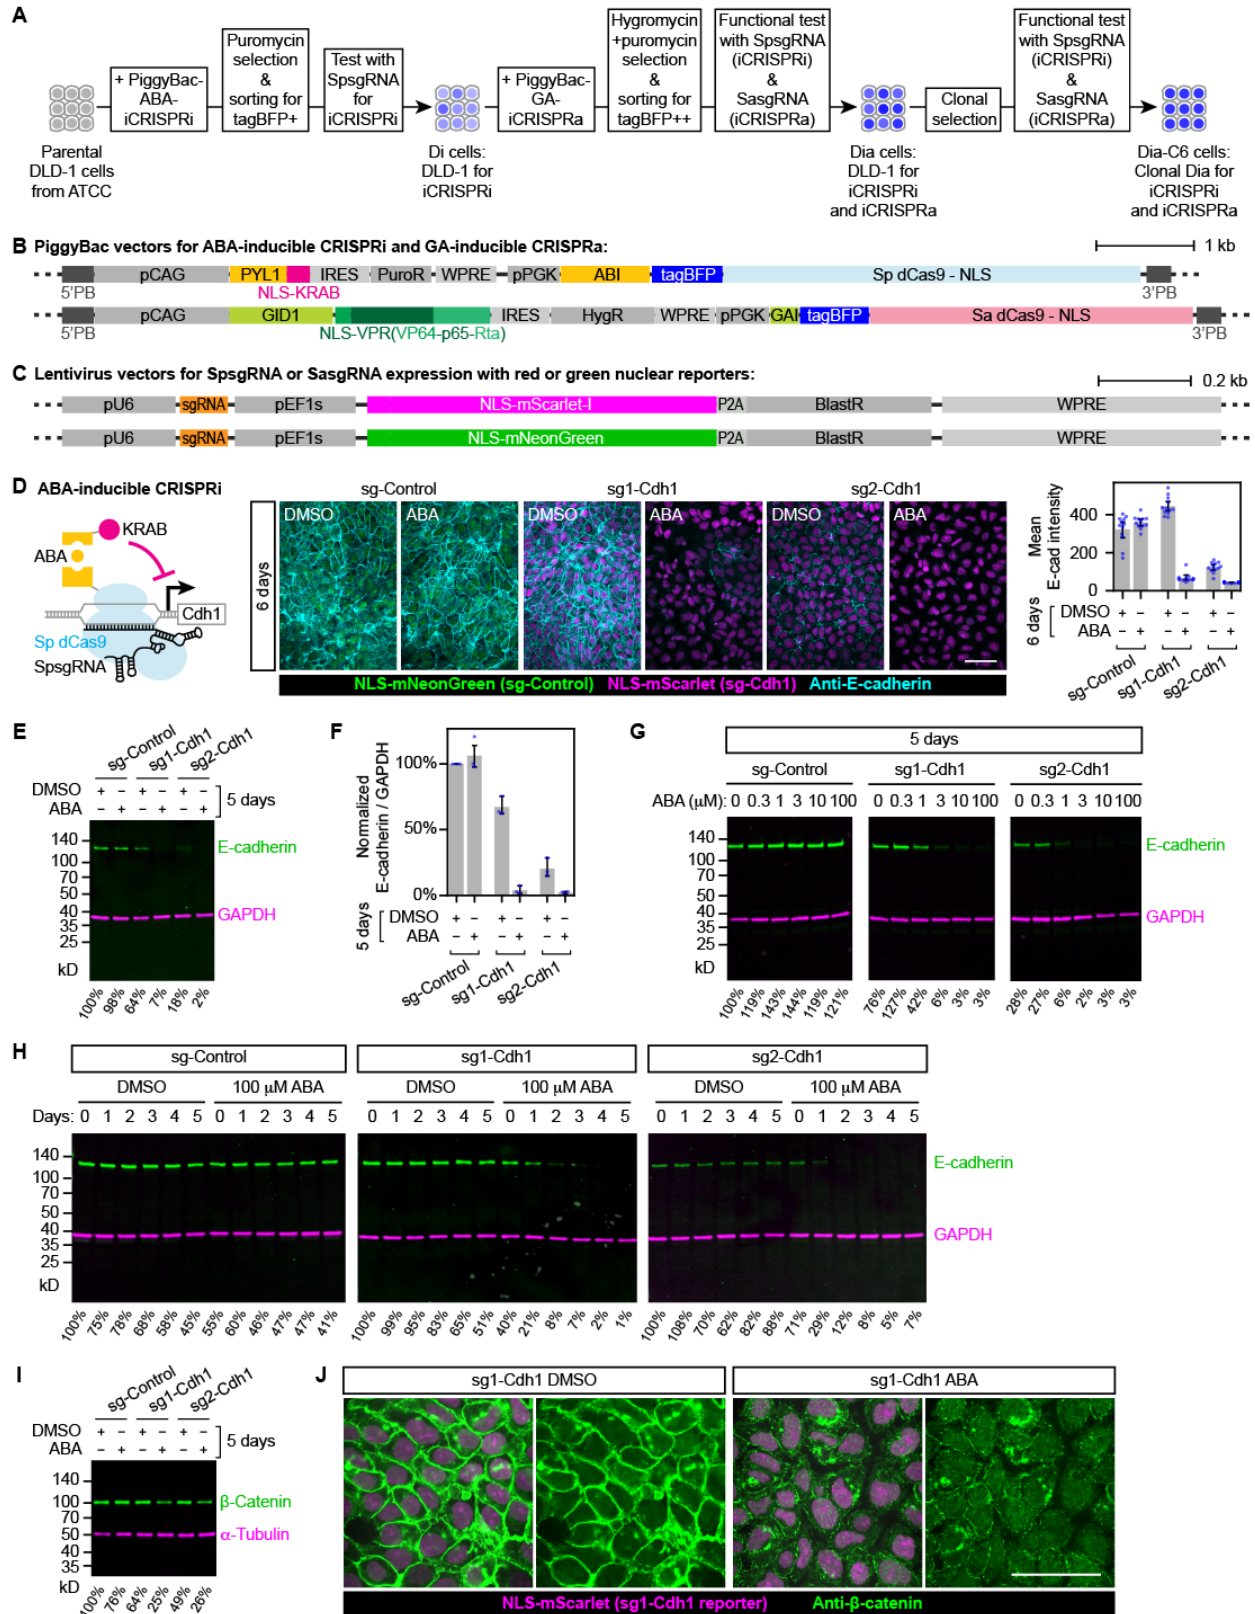 A
+ PiggyBac-
ABA-
iCRISPRi
Puromycin
selection
&
sorting for
tagBFP+
Test with
SpsgRNA
for
iCRISPRi
+ PiggyBac-
GA-
iCRISPRa
Hygromycin
+puromycin
selection
&
sorting for
tagBFP++
Functional test
with SpsgRNA
(iCRISPRi)
&
SasgRNA
(iCRISPRa)
Clonal
selection
Functional test
with SpsgRNA
(iCRISPRi)
&
SasgRNA
(iCRISPRa)
Parental
DLD-1 cells
from ATCC
Di cells:
DLD-1 for
iCRISPRi
Dia cells:
DLD-1 for
iCRISPRi
and iCRISPRa
Dia-C6 cells:
Clonal Dia for
iCRISPRi
and iCRISPRa
B PiggyBac vectors for ABA-inducible CRISPRi and GA-inducible CRISPRa: 1 kb
pCAG PYL1 IRES PuroR WPRE pPGK ABI tagBFP Sp dCas9 - NLS
5'PB NLS-KRAB 3'PB
pCAG GID1 IRES HygR WPRE pPGK GAI tagBFP Sa dCas9 - NLS
5'PB NLS-VPR(VP64-p65-Rta) 3'PB
C Lentivirus vectors for SpsgRNA or SasgRNA expression with red or green nuclear reporters: 0.2 kb
pU6 sgRNA pEF1s NLS-mScarlet-I P2A BlastR WPRE
pU6 sgRNA pEF1s NLS-mNeonGreen P2A BlastR WPRE
D ABA-inducible CRISPRi
KRAB
ABA
Cdh1
Sp dCas9
SpsgRNA
sg-Control sg1-Cdh1 sg2-Cdh1
6 days
DMSO ABA DMSO ABA DMSO ABA
NLS-mNeonGreen (sg-Control) NLS-mScarlet (sg-Cdh1) Anti-E-cadherin
Mean
E-cad intensity
400
200
0
6 days
DMSO + − + − + −
ABA − + − + − +
sg-Control sg1-Cdh1 sg2-Cdh1
E
sg-Control sg1-Cdh1 sg2-Cdh1
DMSO + − + − + −
ABA − + − + − +
5 days
140
100
70
50
40
35
25
kD
E-cadherin
GAPDH
100% 98% 64% 7% 18% 2%
F
Normalized
E-cadherin / GAPDH
100%
50%
0%
5 days
DMSO + − + − + −
ABA − + − + − +
sg-Control sg1-Cdh1 sg2-Cdh1
G
5 days
sg-Control sg1-Cdh1 sg2-Cdh1
ABA (µM): 0 0.3 1 3 10 100 0 0.3 1 3 10 100 0 0.3 1 3 10 100
140
100
70
50
40
35
25
kD
E-cadherin
GAPDH
100% 119% 143% 144% 119% 121% 76% 127% 42% 6% 3% 3% 28% 27% 6% 2% 3% 3%
H
sg-Control sg1-Cdh1 sg2-Cdh1
DMSO 100 µM ABA DMSO 100 µM ABA DMSO 100 µM ABA
Days: 0 1 2 3 4 5 0 1 2 3 4 5 0 1 2 3 4 5 0 1 2 3 4 5 0 1 2 3 4 5 0 1 2 3 4 5
140
100
70
50
40
35
25
kD
E-cadherin
GAPDH
100% 75% 78% 68% 58% 45% 55% 60% 48% 47% 47% 41% 100% 99% 95% 83% 65% 51% 40% 21% 8% 7% 2% 1% 100% 108% 70% 62% 82% 88% 71% 29% 12% 8% 5% 7%
I
sg-Control sg1-Cdh1 sg2-Cdh1
DMSO + − + − + −
ABA − + − + − +
5 days
140
100
70
50
40
35
kD
β-Catenin
α-Tubulin
100% 76% 64% 25% 49% 26%
J
sg1-Cdh1 DMSO sg1-Cdh1 ABA
NLS-mScarlet (sg1-Cdh1 reporter) Anti-β-catenin